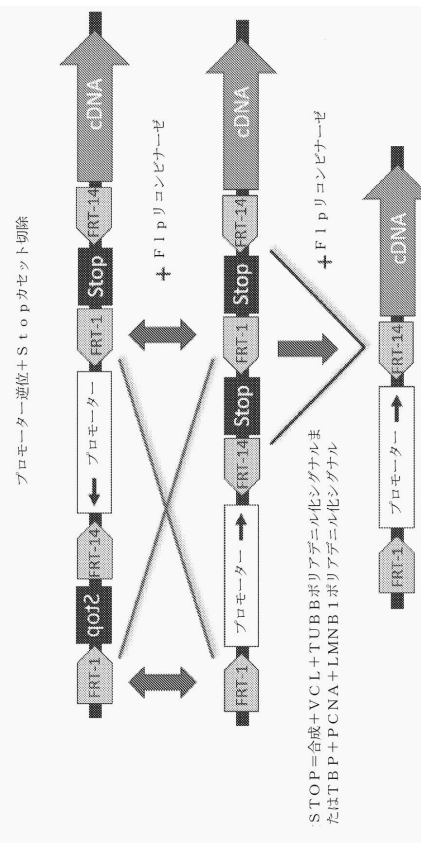 プロモーター逆位+Stopカセット切除
FRT-1 Stop FRT-14 プロモーター FRT-1 Stop FRT-14 cDNA
+Flpリコンビナーゼ
FRT-1 プロモーター FRT-14 Stop FRT-1 Stop FRT-14 cDNA
+Flpリコンビナーゼ
:STOP=合成+VCL+TUBBポリアデニル化シグナルま
たはTBP+PCNA+LMNB1ポリアデニル化シグナル
FRT-1 プロモーター FRT-14 cDNA